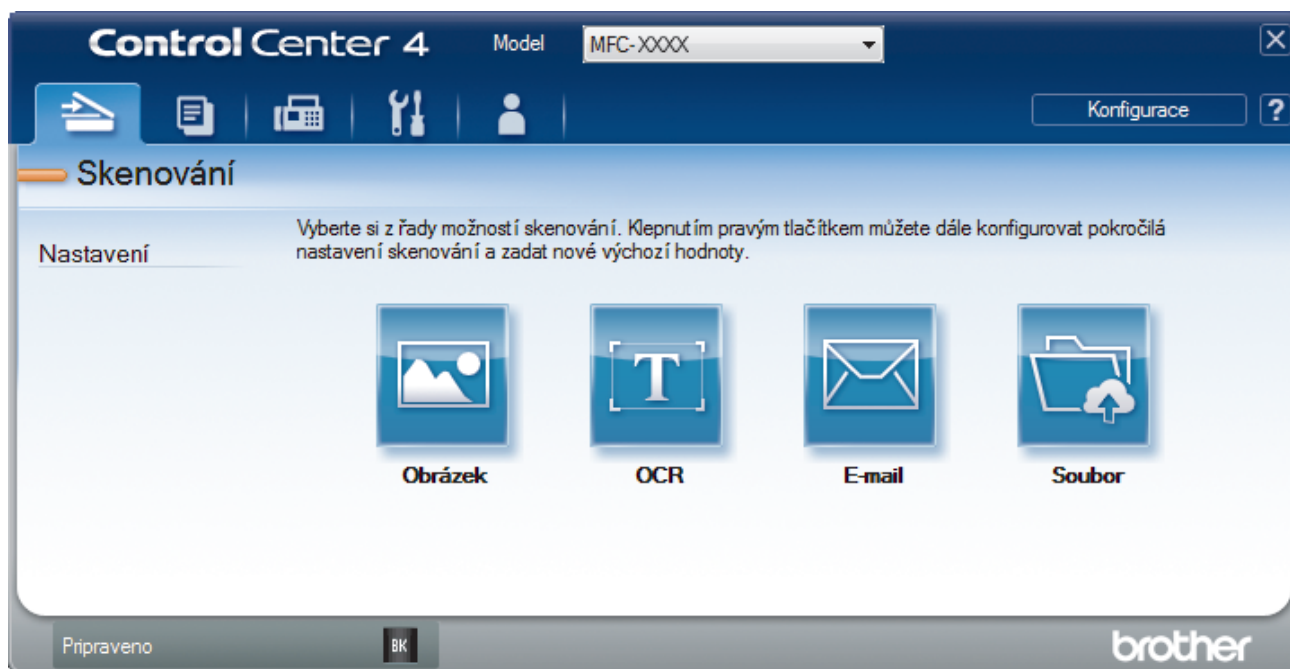 ControlCenter 4 Model MFC-XXXX
Konfigurace ?
Skenování
Nastavení
Vyberte si z řady možností skenování. Klepnutím pravým tlačítkem můžete dále konfigurovat pokročilá
nastavení skenování a zadat nové výchozí hodnoty.
T
Obrázek OCR E-mail Soubor
Pripraveno BK brother